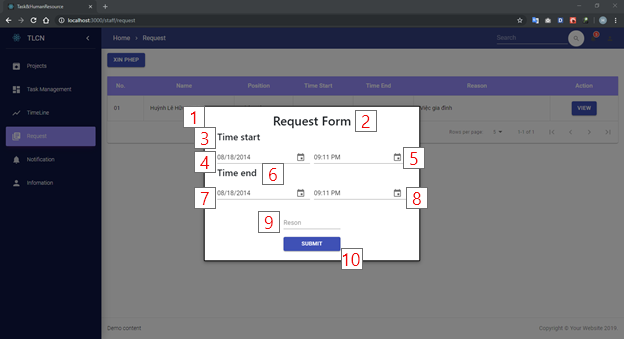 Task&HumanResource
localhost:3000/staff/request
TLCN
Home > Request
Search
Projects
Task Management
TimeLine
Request
Notification
Infomation
XIN PHEP
No. Name Position Time Start Time End Reason Action
01 Huỳnh Lê Hữ việc gia đình VIEW
Rows per page: 5 1-1 of 1
1
Request Form 2
3 Time start
4 08/18/2014 09:11 PM 5
Time end 6
7 08/18/2014 09:11 PM 8
9 Reson
SUBMIT
10
Demo content
Copyright © Your Website 2019.